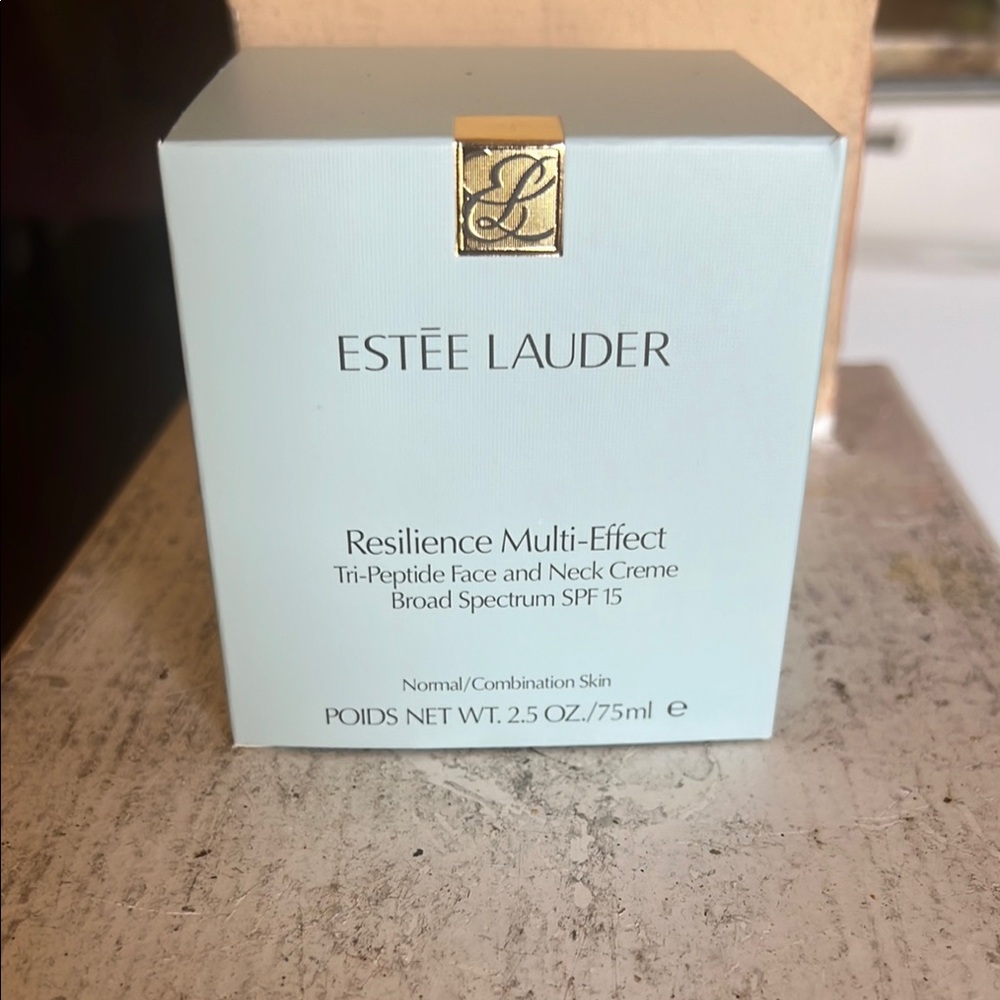 EL
ESTĒE LAUDER
Resilience Multi-Effect
Tri-Peptide Face and Neck Creme
Broad Spectrum SPF 15
Normal/Combination Skin
POIDS NET WT. 2.5 OZ./75ml ℮